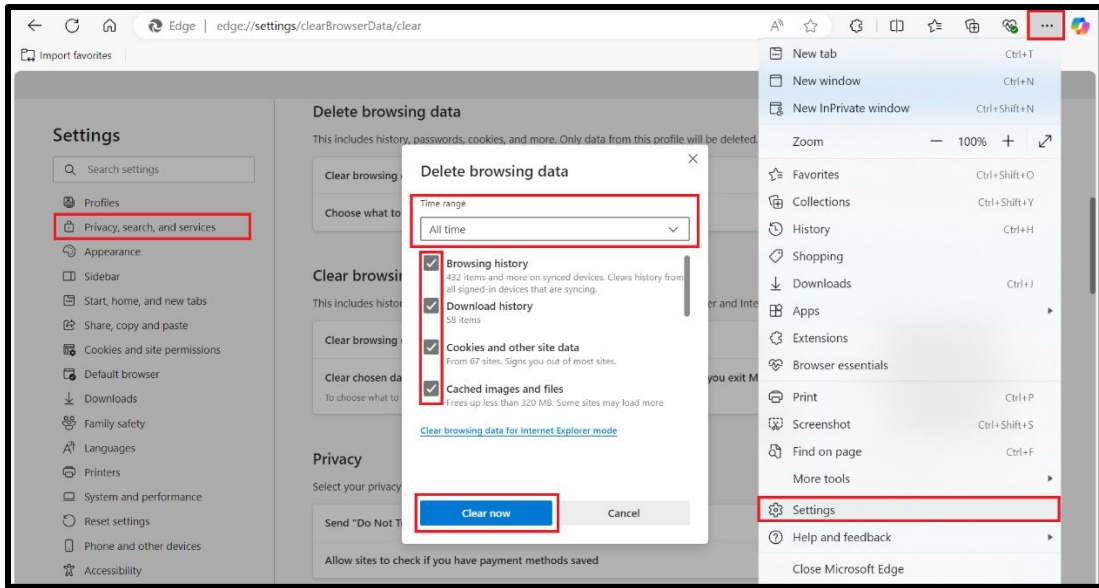 Edge | edge://settings/clearBrowserData/clear
Import favorites
Settings
Search settings
Profiles
Privacy, search, and services
Appearance
Sidebar
Start, home, and new tabs
Share, copy and paste
Cookies and site permissions
Default browser
Downloads
Family safety
Languages
Printers
System and performance
Reset settings
Phone and other devices
Accessibility
Delete browsing data
This includes history, passwords, cookies, and more. Only data from this profile will be deleted.
Clear browsing
Choose what to
Clear browsin
This includes histor
er and Inte
Clear browsing
Clear chosen da
you exit M
To choose what to
Privacy
Select your privacy
Send "Do Not T
Allow sites to check if you have payment methods saved
Delete browsing data
Time range
All time
Browsing history
432 items and more on synced devices. Clears history from
all signed-in devices that are syncing.
Download history
58 items
Cookies and other site data
From 67 sites. Signs you out of most sites.
Cached images and files
Frees up less than 320 MB. Some sites may load more
Clear browsing data for Internet Explorer mode
Clear now
Cancel
New tab Ctrl+T
New window Ctrl+N
New InPrivate window Ctrl+Shift+N
Zoom — 100% +
Favorites Ctrl+Shift+O
Collections Ctrl+Shift+Y
History Ctrl+H
Shopping
Downloads Ctrl+J
Apps
Extensions
Browser essentials
Print Ctrl+P
Screenshot Ctrl+Shift+S
Find on page Ctrl+F
More tools
Settings
Help and feedback
Close Microsoft Edge